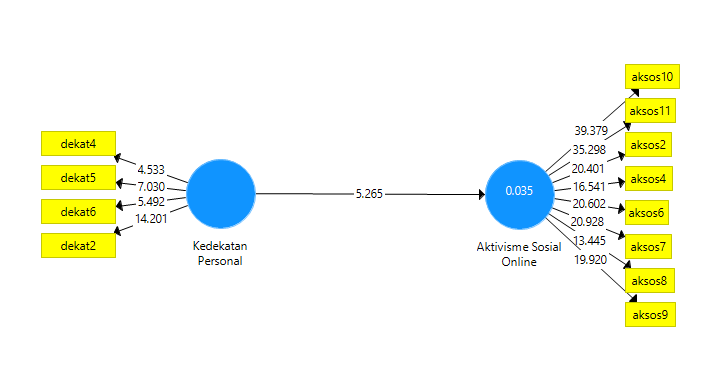 dekat4
dekat5
dekat6
dekat2
4.533
7.030
5.492
14.201
Kedekatan
Personal
5.265
0.035
Aktivisme Sosial
Online
39.379
35.298
20.401
16.541
20.602
20.928
13.445
19.920
aksos10
aksos11
aksos2
aksos4
aksos6
aksos7
aksos8
aksos9